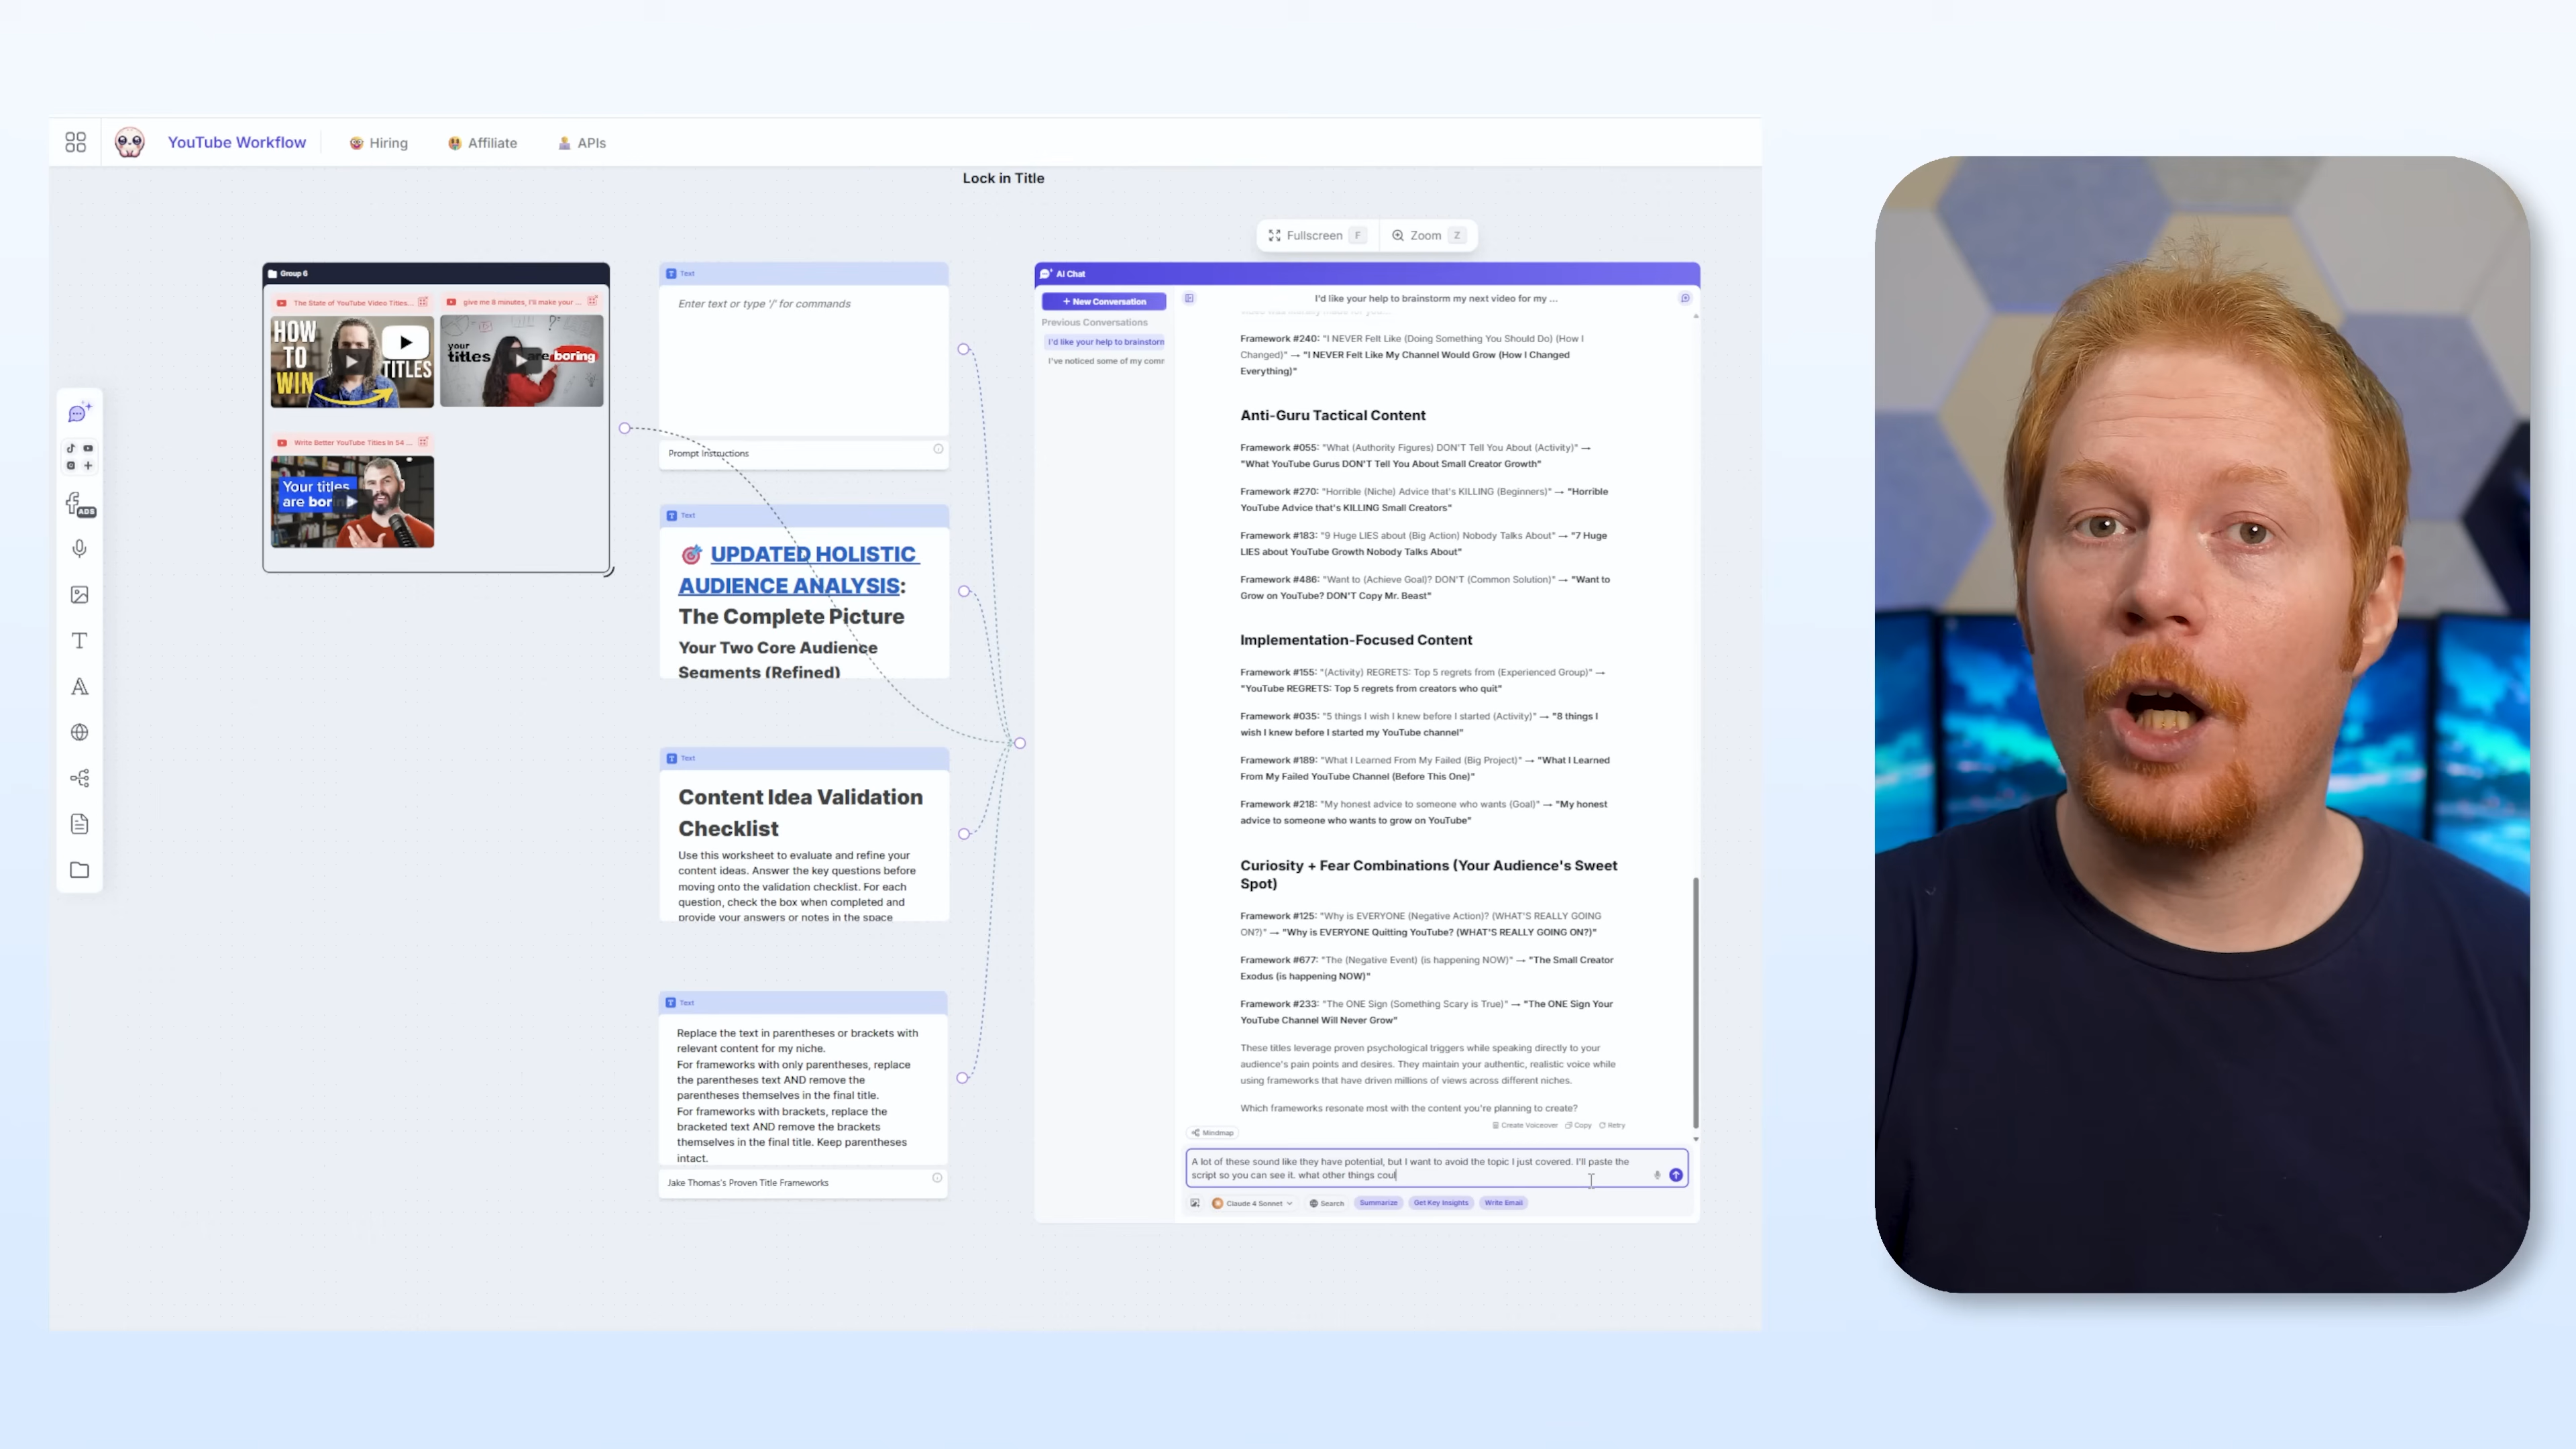 YouTube Workflow
Hiring
Affiliate
APIs
Lock in Title
Fullscreen F
Zoom Z
Group 6
The State of YouTube Video Titles...
give me 8 minutes, I'll make your ...
HOW
TO
WIN
TITLES
your
titles are boring
Write Better YouTube Titles in 54 ...
Your titles
are bor
ADS
Text
Enter text or type '/' for commands
Prompt Instructions
Text
UPDATED HOLISTIC
AUDIENCE ANALYSIS:
The Complete Picture
Your Two Core Audience
Segments (Refined)
Text
Content Idea Validation
Checklist
Use this worksheet to evaluate and refine your
content ideas. Answer the key questions before
moving onto the validation checklist. For each
question, check the box when completed and
provide your answers or notes in the space
Text
Replace the text in parentheses or brackets with
relevant content for my niche.
For frameworks with only parentheses, replace
the parentheses text AND remove the
parentheses themselves in the final title.
For frameworks with brackets, replace the
bracketed text AND remove the brackets
themselves in the final title. Keep parentheses
intact.
Jake Thomas's Proven Title Frameworks
AI Chat
+ New Conversation
Previous Conversations
I'd like your help to brainstorm
I've noticed some of my comr
I'd like your help to brainstorm my next video for my ...
Framework #240: "I NEVER Felt Like (Doing Something You Should Do) (How I
Changed)" → "I NEVER Felt Like My Channel Would Grow (How I Changed
Everything)"
Anti-Guru Tactical Content
Framework #055: "What (Authority Figures) DON'T Tell You About (Activity)" →
"What YouTube Gurus DON'T Tell You About Small Creator Growth"
Framework #270: "Horrible (Niche) Advice that's KILLING (Beginners)" → "Horrible
YouTube Advice that's KILLING Small Creators"
Framework #183: "9 Huge LIES about (Big Action) Nobody Talks About" → "7 Huge
LIES about YouTube Growth Nobody Talks About"
Framework #486: "Want to (Achieve Goal)? DON'T (Common Solution)" → "Want to
Grow on YouTube? DON'T Copy Mr. Beast"
Implementation-Focused Content
Framework #155: "(Activity) REGRETS: Top 5 regrets from (Experienced Group)" →
"YouTube REGRETS: Top 5 regrets from creators who quit"
Framework #035: "5 things I wish I knew before I started (Activity)" → "8 things I
wish I knew before I started my YouTube channel"
Framework #189: "What I Learned From My Failed (Big Project)" → "What I Learned
From My Failed YouTube Channel (Before This One)"
Framework #218: "My honest advice to someone who wants (Goal)" → "My honest
advice to someone who wants to grow on YouTube"
Curiosity + Fear Combinations (Your Audience's Sweet
Spot)
Framework #125: "Why is EVERYONE (Negative Action)? (WHAT'S REALLY GOING
ON?)" → "Why is EVERYONE Quitting YouTube? (WHAT'S REALLY GOING ON?)"
Framework #677: "The (Negative Event) (is happening NOW)" → "The Small Creator
Exodus (is happening NOW)"
Framework #233: "The ONE Sign (Something Scary is True)" → "The ONE Sign Your
YouTube Channel Will Never Grow"
These titles leverage proven psychological triggers while speaking directly to your
audience's pain points and desires. They maintain your authentic, realistic voice while
using frameworks that have driven millions of views across different niches.
Which frameworks resonate most with the content you're planning to create?
Create Voiceover Copy Retry
Mindmap
A lot of these sound like they have potential, but I want to avoid the topic I just covered. I'll paste the
script so you can see it. what other things coul
Claude 4 Sonnet Search Summarize Get Key Insights Write Email